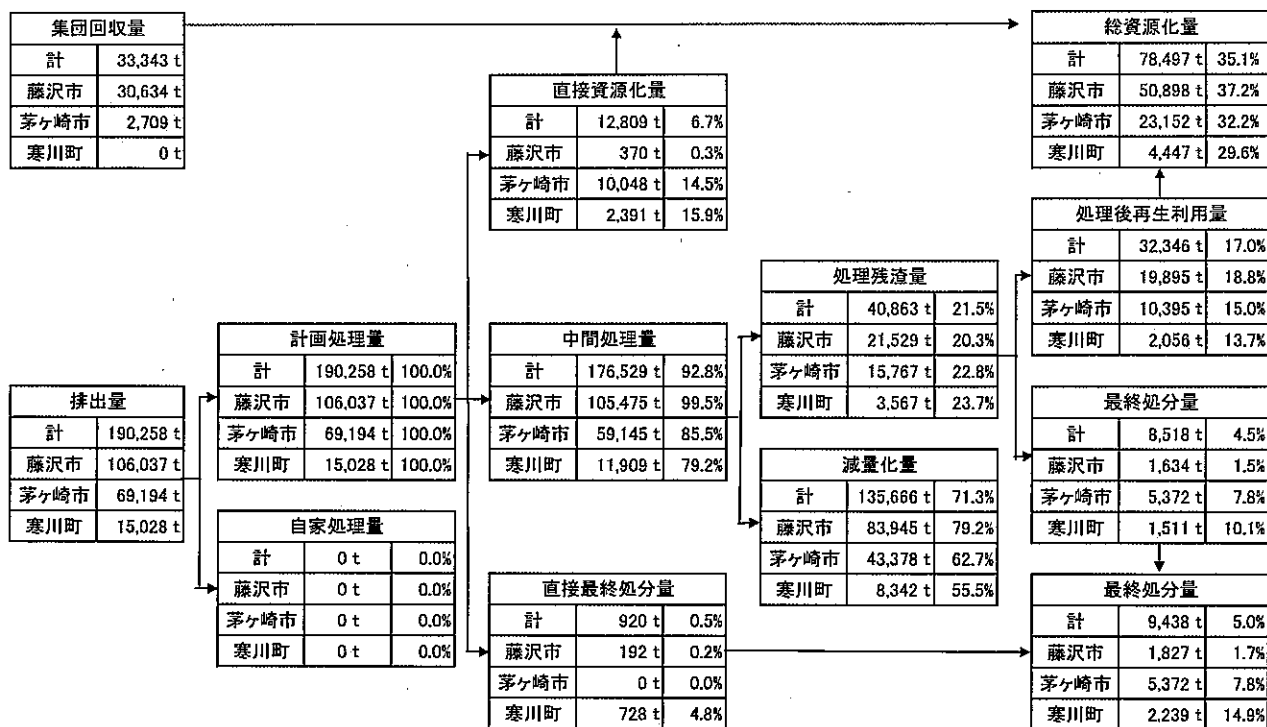 集団回収量
計 33,343 t
藤沢市 30,634 t
茅ヶ崎市 2,709 t
寒川町 0 t
総資源化量
計 78,497 t 35.1%
藤沢市 50,898 t 37.2%
茅ヶ崎市 23,152 t 32.2%
寒川町 4,447 t 29.6%
直接資源化量
計 12,809 t 6.7%
藤沢市 370 t 0.3%
茅ヶ崎市 10,048 t 14.5%
寒川町 2,391 t 15.9%
処理後再生利用量
計 32,346 t 17.0%
藤沢市 19,895 t 18.8%
茅ヶ崎市 10,395 t 15.0%
寒川町 2,056 t 13.7%
処理残渣量
計 40,863 t 21.5%
藤沢市 21,529 t 20.3%
茅ヶ崎市 15,767 t 22.8%
寒川町 3,567 t 23.7%
計画処理量
計 190,258 t 100.0%
藤沢市 106,037 t 100.0%
茅ヶ崎市 69,194 t 100.0%
寒川町 15,028 t 100.0%
中間処理量
計 176,529 t 92.8%
藤沢市 105,475 t 99.5%
茅ヶ崎市 59,145 t 85.5%
寒川町 11,909 t 79.2%
排出量
計 190,258 t
藤沢市 106,037 t
茅ヶ崎市 69,194 t
寒川町 15,028 t
最終処分量
計 8,518 t 4.5%
藤沢市 1,634 t 1.5%
茅ヶ崎市 5,372 t 7.8%
寒川町 1,511 t 10.1%
減量化量
計 135,666 t 71.3%
藤沢市 83,945 t 79.2%
茅ヶ崎市 43,378 t 62.7%
寒川町 8,342 t 55.5%
自家処理量
計 0 t 0.0%
藤沢市 0 t 0.0%
茅ヶ崎市 0 t 0.0%
寒川町 0 t 0.0%
直接最終処分量
計 920 t 0.5%
藤沢市 192 t 0.2%
茅ヶ崎市 0 t 0.0%
寒川町 728 t 4.8%
最終処分量
計 9,438 t 5.0%
藤沢市 1,827 t 1.7%
茅ヶ崎市 5,372 t 7.8%
寒川町 2,239 t 14.9%